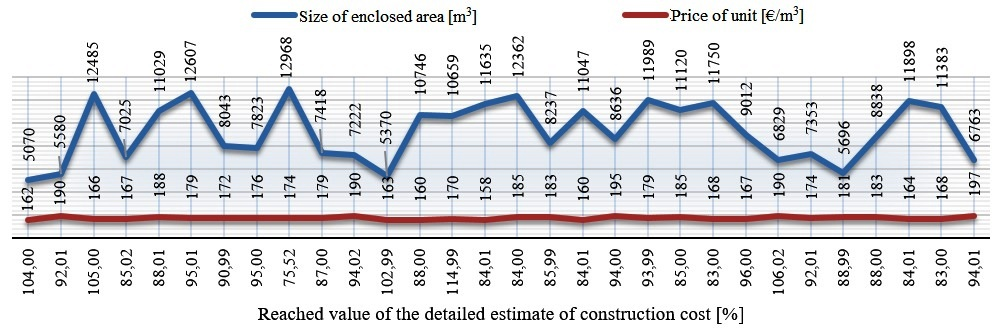 Size of enclosed area [m³] Price of unit [€/m³]
5070 5580 12485 7025 11029 12607 8043 7823 12968 7418 7222 5370 10746 10659 11635 12362 8237 11047 8636 11989 11120 11750 9012 6829 7353 5696 8838 11898 11383 6763
162 190 166 167 188 179 172 176 174 179 190 163 160 170 158 185 183 160 195 179 185 168 167 190 174 181 183 164 168 197
104,00 92,01 105,00 85,02 88,01 95,01 90,99 95,00 75,52 87,00 94,02 102,99 88,00 114,99 84,01 84,00 85,99 84,01 94,00 93,99 85,00 83,00 96,00 106,02 92,01 88,99 88,00 84,01 83,00 94,01
Reached value of the detailed estimate of construction cost [%]